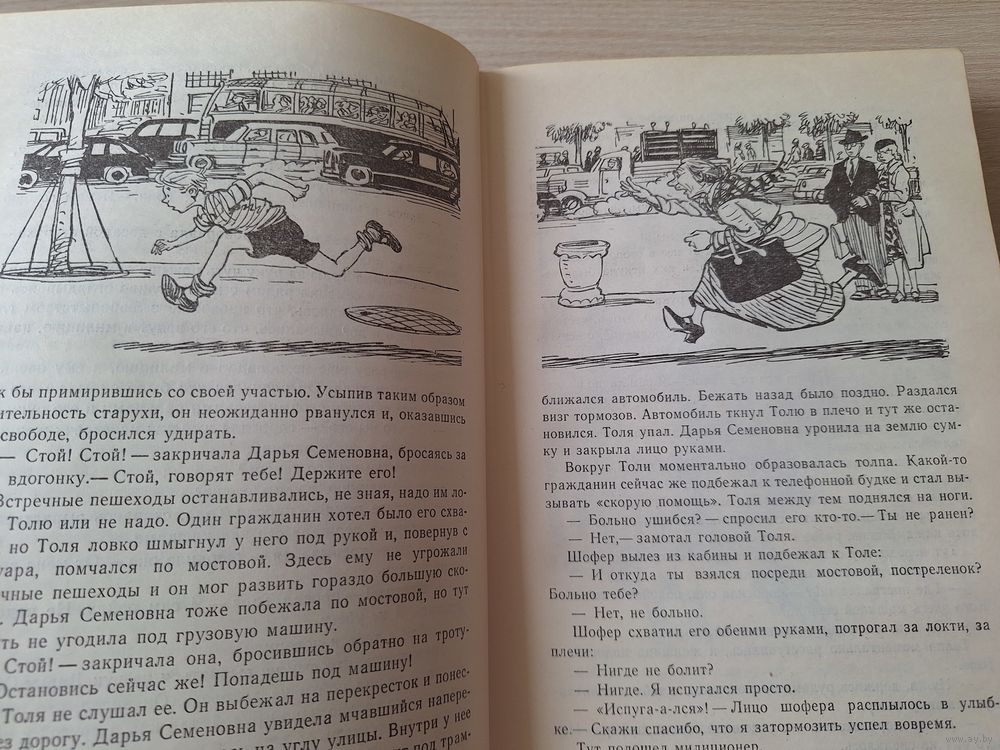 к бы примирившись со своей участью. Усыпив таким образом
ительность старухи, он неожиданно рванулся и, оказавшись
свободе, бросился удирать.
— Стой! Стой! — закричала Дарья Семеновна, бросаясь за
вдогонку.— Стой, говорят тебе! Держите его!
Встречные пешеходы останавливались, не зная, надо им ло-
Толю или не надо. Один гражданин хотел было его схва-
но Толя ловко шмыгнул у него под рукой и, повернув с
уара, помчался по мостовой. Здесь ему не угрожали
чные пешеходы и он мог развить гораздо большую ско-
Дарья Семеновна тоже побежала по мостовой, но тут
ть не угодила под грузовую машину.
Стой! — закричала она, бросившись обратно на троту-
Остановись сейчас же! Попадешь под машину!
Толя не слушал ее. Он выбежал на перекресток и понес-
ез дорогу. Дарья Семеновна увидела мчавшийся напере-
на углу улицы. Внутри у нее
под трам-
ближался автомобиль. Бежать назад было поздно. Раздался
визг тормозов. Автомобиль ткнул Толю в плечо и тут же оста-
новился. Толя упал. Дарья Семеновна уронила на землю сум-
ку и закрыла лицо руками.
Вокруг Толи моментально образовалась толпа. Какой-то
гражданин сейчас же подбежал к телефонной будке и стал вы-
зывать «скорую помощь». Толя между тем поднялся на ноги.
— Больно ушибся? — спросил его кто-то.— Ты не ранен?
— Нет,— замотал головой Толя.
Шофер вылез из кабины и подбежал к Толе:
— И откуда ты взялся посреди мостовой, постреленок?
Больно тебе?
— Нет, не больно.
Шофер схватил его обеими руками, потрогал за локти, за
плечи:
— Нигде не болит?
— Нигде. Я испугался просто.
— «Испуга-а-лся»! — Лицо шофера расплылось в улыб-
ке.— Скажи спасибо, что я затормозить успел вовремя.
Тут подошел милиционер.
www.ay.by